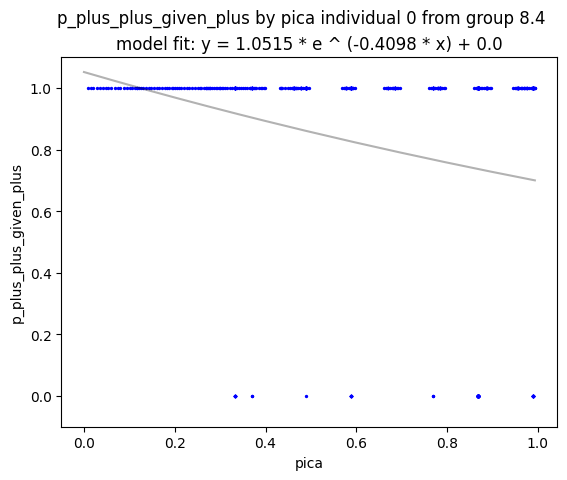 p_plus_plus_given_plus by pica individual 0 from group 8.4
model fit: y = 1.0515 * e ^ (-0.4098 * x) + 0.0
1.0
0.8
0.6
0.4
0.2
0.0
p_plus_plus_given_plus
0.0 0.2 0.4 0.6 0.8 1.0
pica